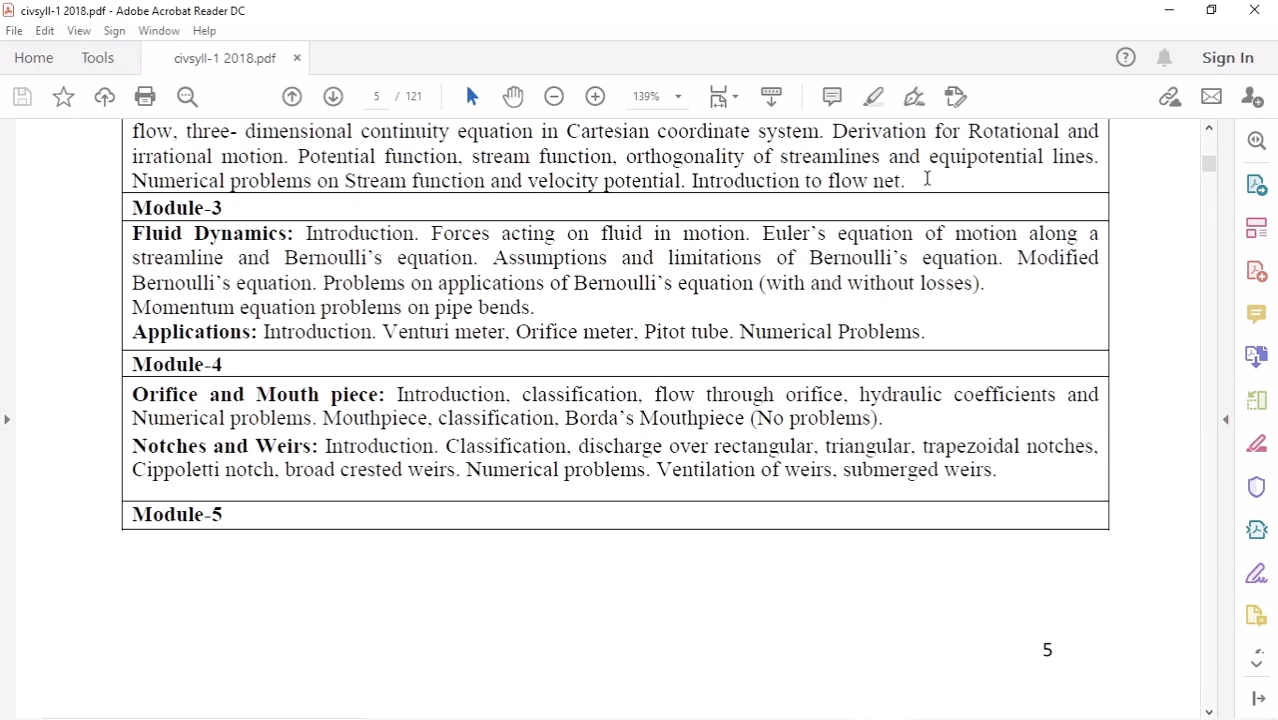 civsyll-1 2018.pdf - Adobe Acrobat Reader DC
File Edit View Sign Window Help
Home Tools civsyll-1 2018.pdf × Sign In
5 / 121 139%
flow, three- dimensional continuity equation in Cartesian coordinate system. Derivation for Rotational and
irrational motion. Potential function, stream function, orthogonality of streamlines and equipotential lines.
Numerical problems on Stream function and velocity potential. Introduction to flow net.
Module-3
Fluid Dynamics: Introduction. Forces acting on fluid in motion. Euler’s equation of motion along a
streamline and Bernoulli’s equation. Assumptions and limitations of Bernoulli’s equation. Modified
Bernoulli’s equation. Problems on applications of Bernoulli’s equation (with and without losses).
Momentum equation problems on pipe bends.
Applications: Introduction. Venturi meter, Orifice meter, Pitot tube. Numerical Problems.
Module-4
Orifice and Mouth piece: Introduction, classification, flow through orifice, hydraulic coefficients and
Numerical problems. Mouthpiece, classification, Borda’s Mouthpiece (No problems).
Notches and Weirs: Introduction. Classification, discharge over rectangular, triangular, trapezoidal notches,
Cippoletti notch, broad crested weirs. Numerical problems. Ventilation of weirs, submerged weirs.
Module-5
5